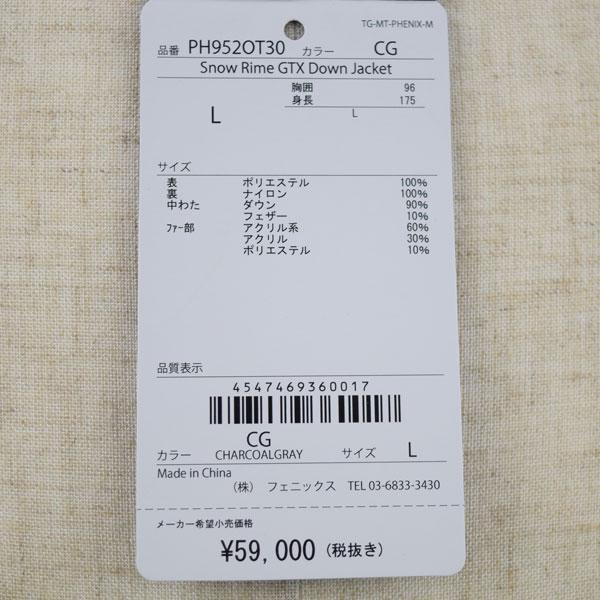 TG-MT-PHENIX-M
品番 PH952OT30 カラー CG
Snow Rime GTX Down Jacket
胸囲 96
身長 175
L
L
サイズ
表 ポリエステル 100%
裏 ナイロン 100%
中わた ダウン 90%
フェザー 10%
ファー部 アクリル系 60%
アクリル 30%
ポリエステル 10%
品質表示
4547469360017
カラー CG サイズ L
CHARCOALGRAY
Made in China
(株) フェニックス TEL 03-6833-3430
メーカー希望小売価格
¥59,000 (税抜き)